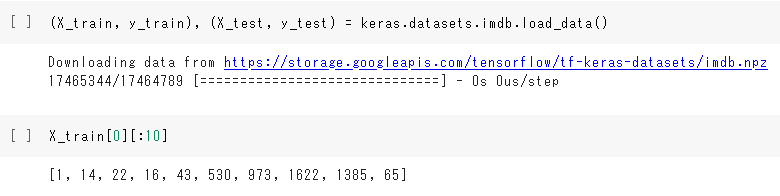 [ ] (X_train, y_train), (X_test, y_test) = keras.datasets.imdb.load_data()
Downloading data from https://storage.googleapis.com/tensorflow/tf-keras-datasets/imdb.npz
17465344/17464789 [==============================] - 0s 0us/step
[ ] X_train[0][:10]
[1, 14, 22, 16, 43, 530, 973, 1622, 1385, 65]